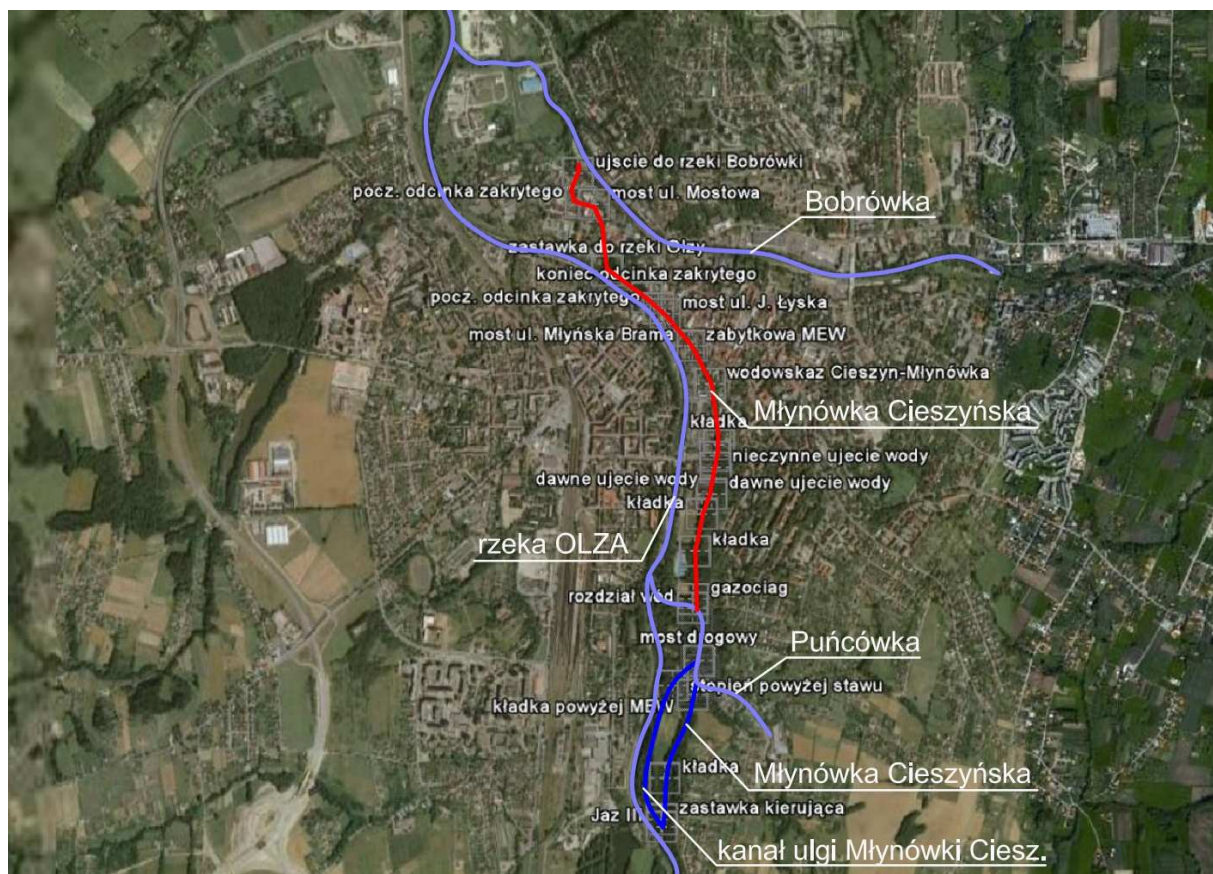 ujscie do rzeki Bobrówki
pocz. odcinka zakrytego
most ul. Mostowa
Bobrówka
zastawka do rzeki Olzy
koniec odcinka zakrytego
pocz. odcinka zakrytego
most ul. J. Łyska
most ul. Młyńska Brama
zabytkowa MEW
wodowskaz Cieszyn-Młynówka
Młynówka Cieszyńska
kładka
nieczynne ujecie wody
dawne ujecie wody
dawne ujecie wody
kładka
rzeka OLZA
kładka
gazociag
rozdział wód
most drogowy
Puńcówka
stopień powyżej stawu
kładka powyżej MEW
kładka
Młynówka Cieszyńska
Jaz III
zastawka kierująca
kanał ulgi Młynówki Ciesz.